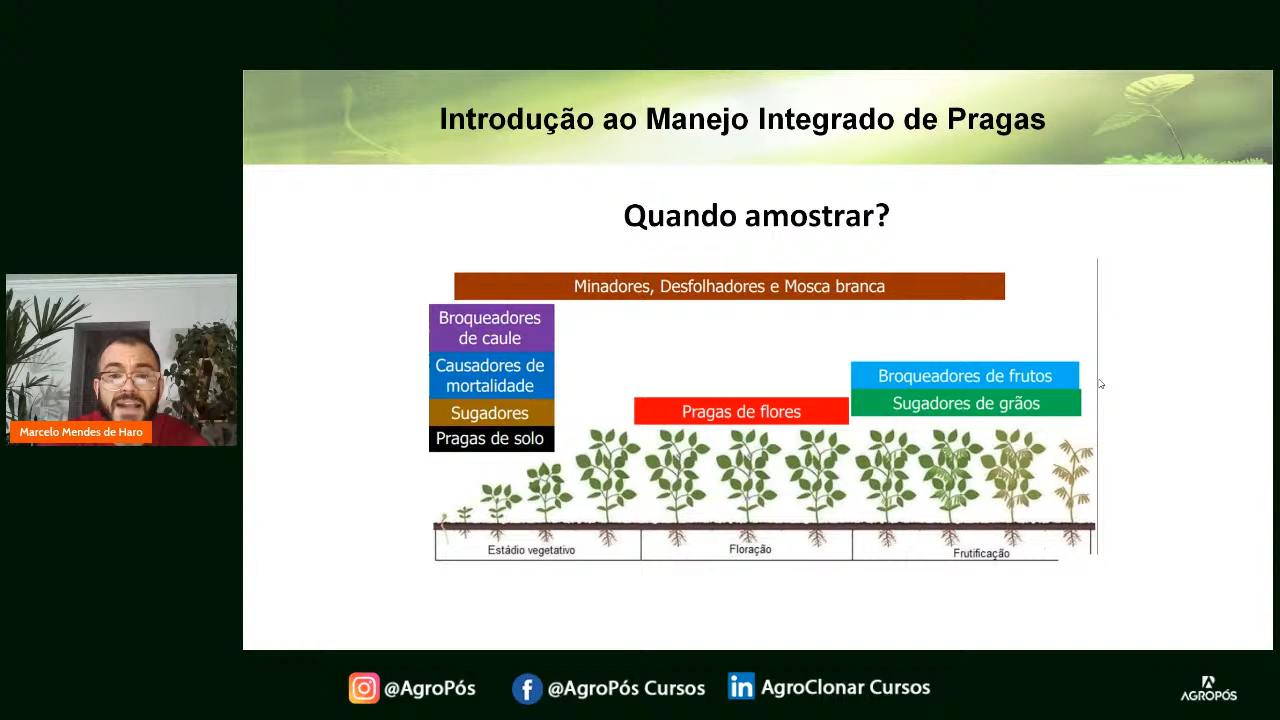 Introdução ao Manejo Integrado de Pragas
Quando amostrar?
Minadores, Desfolhadores e Mosca branca
Broqueadores
de caule
Causadores de
mortalidade
Sugadores
Pragas de solo
Pragas de flores
Broqueadores de frutos
Sugadores de grãos
Estádio vegetativo
Floração
Frutificação
Marcelo Mendes de Haro
@AgroPós
@AgroPós Cursos
AgroClonar Cursos
AGROPÓS